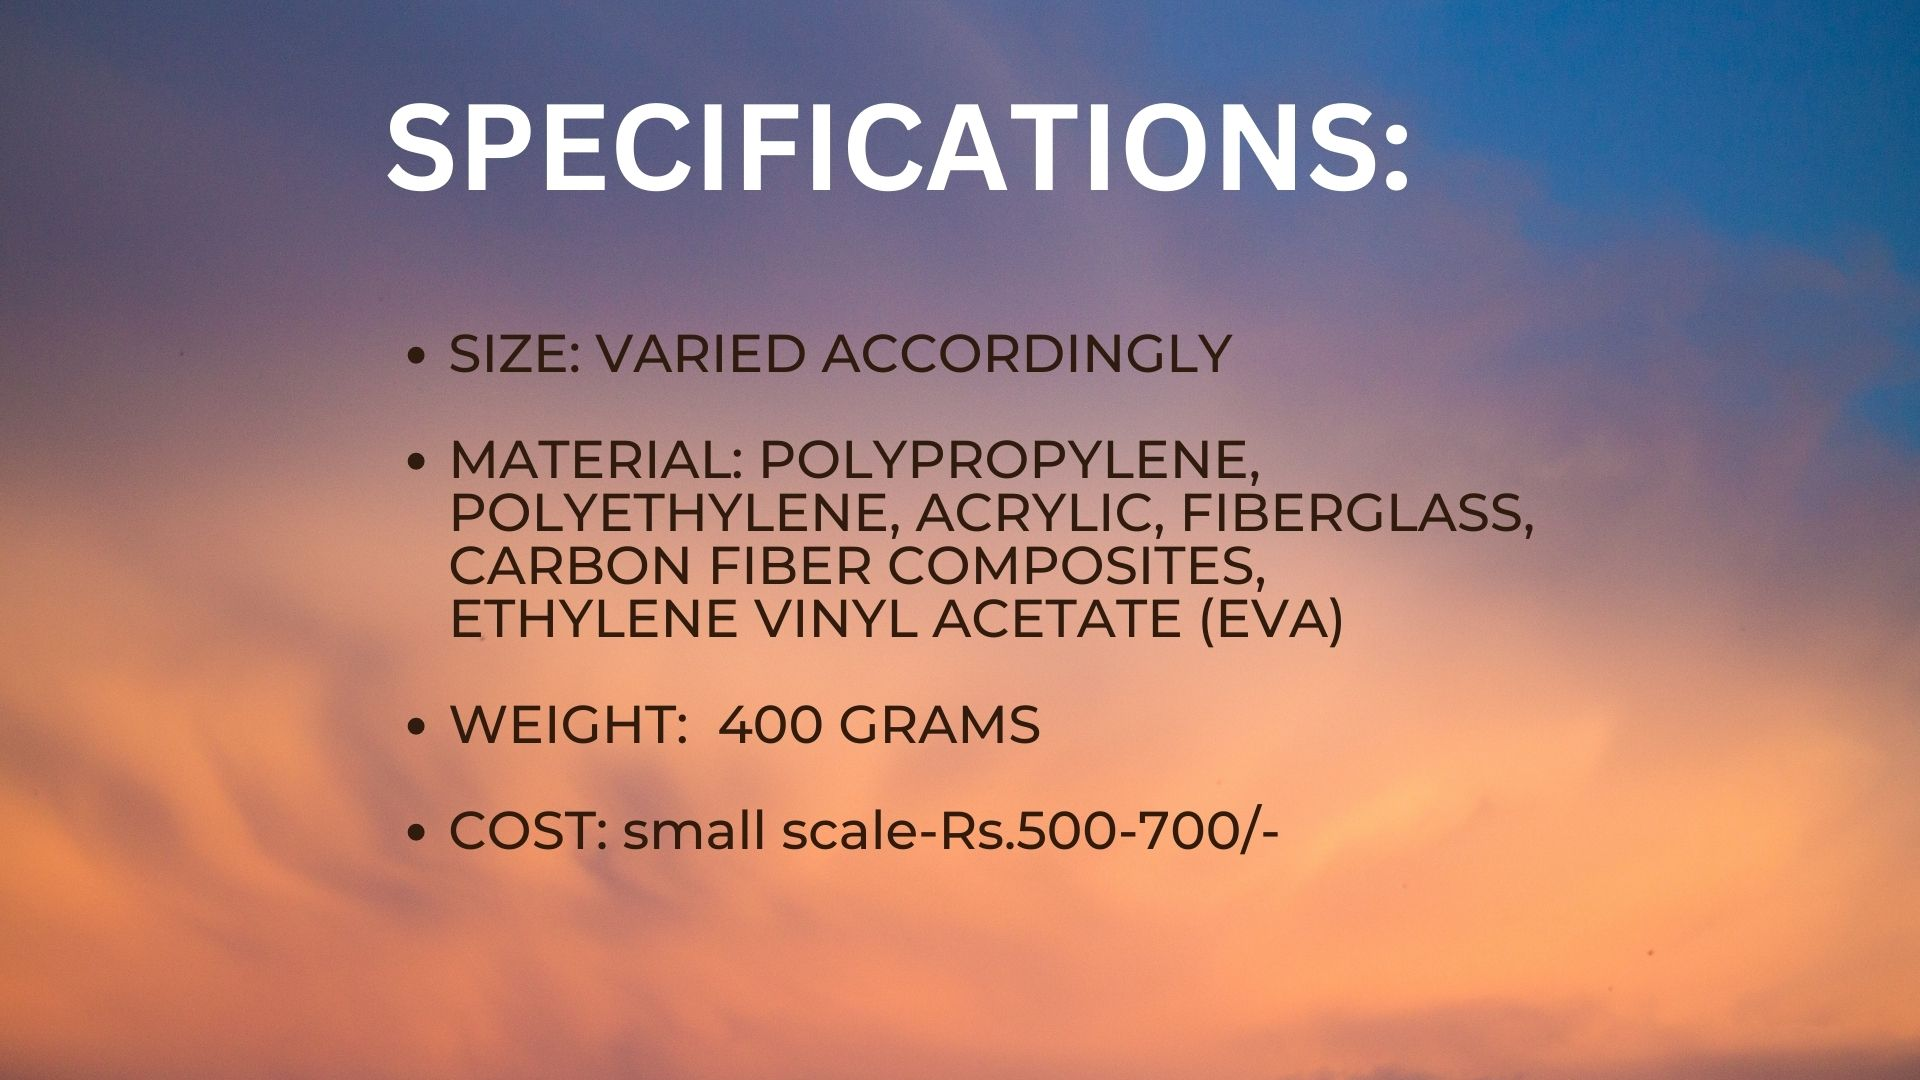 SPECIFICATIONS:
• SIZE: VARIED ACCORDINGLY
• MATERIAL: POLYPROPYLENE,
POLYETHYLENE, ACRYLIC, FIBERGLASS,
CARBON FIBER COMPOSITES,
ETHYLENE VINYL ACETATE (EVA)
• WEIGHT:  400 GRAMS
• COST: small scale-Rs.500-700/-